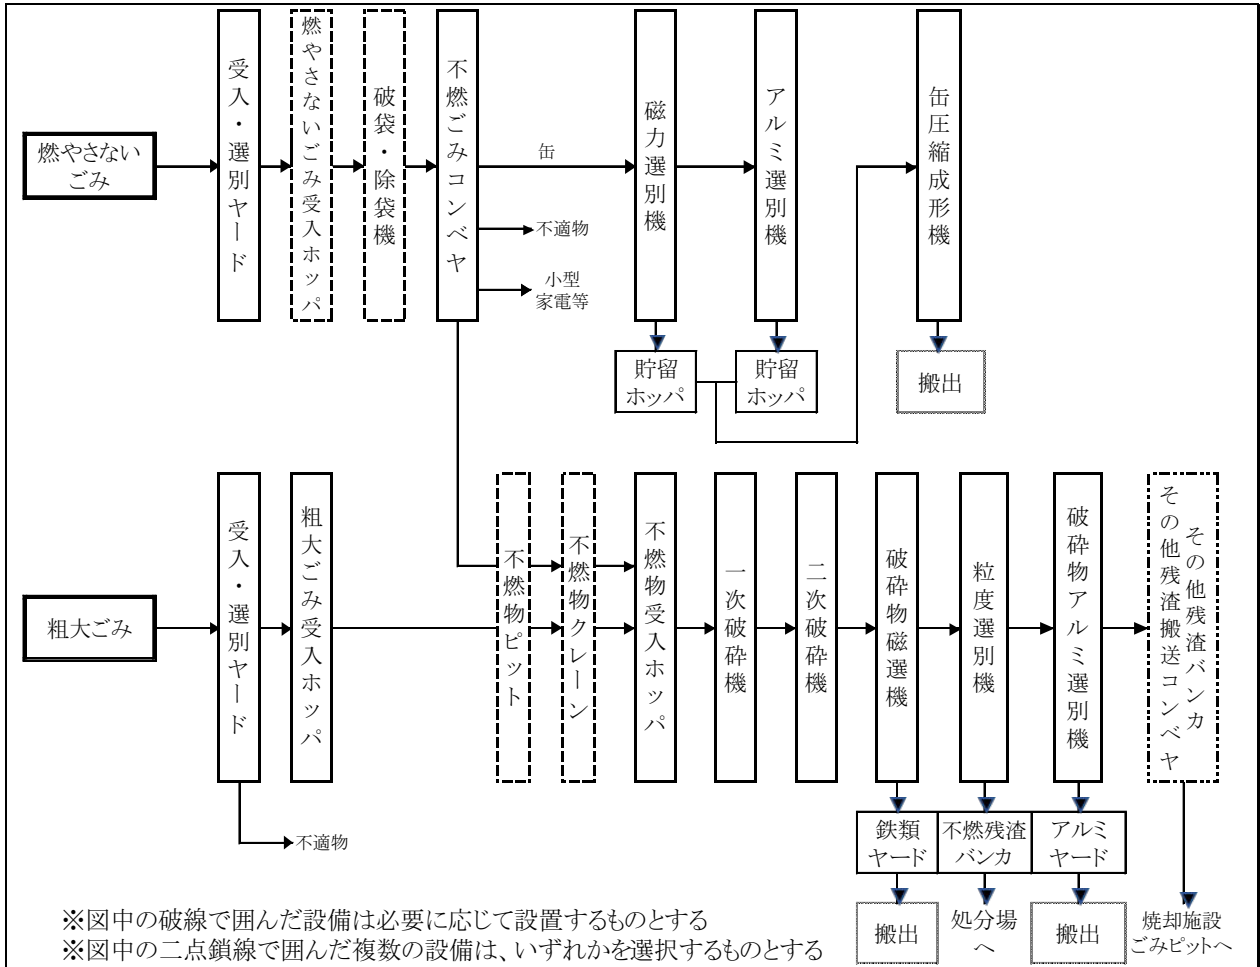 燃やさない
ごみ
受入・選別ヤード
燃やさないごみ受入ホッパ
破袋・除袋機
不燃ごみコンベヤ
缶
不適物
小型
家電等
磁力選別機
アルミ選別機
缶圧縮成形機
貯留
ホッパ
貯留
ホッパ
搬出
粗大ごみ
受入・選別ヤード
粗大ごみ受入ホッパ
不適物
不燃物ピット
不燃物クレーン
不燃物受入ホッパ
一次破砕機
二次破砕機
破砕物磁選機
粒度選別機
破砕物アルミ選別機
その他残渣バンカ
その他残渣搬送コンベヤ
鉄類
ヤード
不燃残渣
バンカ
アルミ
ヤード
搬出
処分場
へ
搬出
焼却施設
ごみピットへ
※図中の破線で囲んだ設備は必要に応じて設置するものとする
※図中の二点鎖線で囲んだ複数の設備は、いずれかを選択するものとする